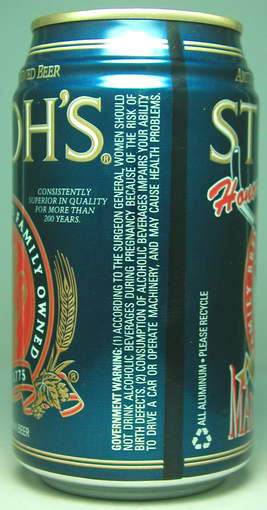 OH'S®
CONSISTENTLY
SUPERIOR IN QUALITY
FOR MORE THAN
200 YEARS.
FAMILY OWNED
1775
®
BEER
GOVERNMENT WARNING: (1) ACCORDING TO THE SURGEON GENERAL, WOMEN SHOULD
NOT DRINK ALCOHOLIC BEVERAGES DURING PREGNANCY BECAUSE OF THE RISK OF
BIRTH DEFECTS. (2) CONSUMPTION OF ALCOHOLIC BEVERAGES IMPAIRS YOUR ABILITY
TO DRIVE A CAR OR OPERATE MACHINERY, AND MAY CAUSE HEALTH PROBLEMS.
ALL ALUMINUM • PLEASE RECYCLE
ST